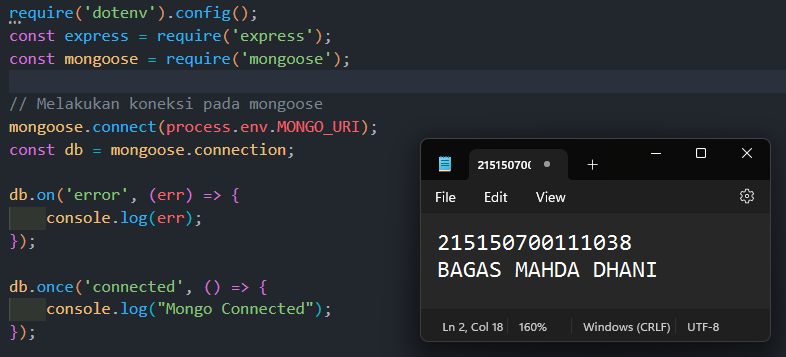 require('dotenv').config();
const express = require('express');
const mongoose = require('mongoose');
// Melakukan koneksi pada mongoose
mongoose.connect(process.env.MONGO_URI);
const db = mongoose.connection;
db.on('error', (err) => {
console.log(err);
});
db.once('connected', () => {
console.log("Mongo Connected");
});
21515070
File Edit View
215150700111038
BAGAS MAHDA DHANI
Ln 2, Col 18 160% Windows (CRLF) UTF-8